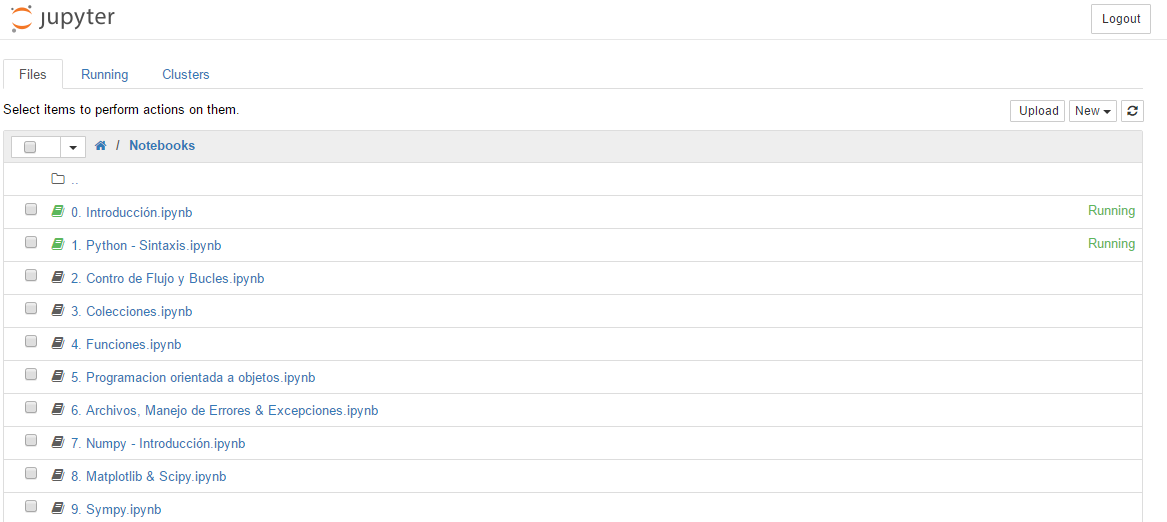 jupyter
Logout
Files Running Clusters
Select items to perform actions on them.
Upload New
/ Notebooks
..
0. Introducción.ipynb Running
1. Python - Sintaxis.ipynb Running
2. Contro de Flujo y Bucles.ipynb
3. Colecciones.ipynb
4. Funciones.ipynb
5. Programacion orientada a objetos.ipynb
6. Archivos, Manejo de Errores & Excepciones.ipynb
7. Numpy - Introducción.ipynb
8. Matplotlib & Scipy.ipynb
9. Sympy.ipynb